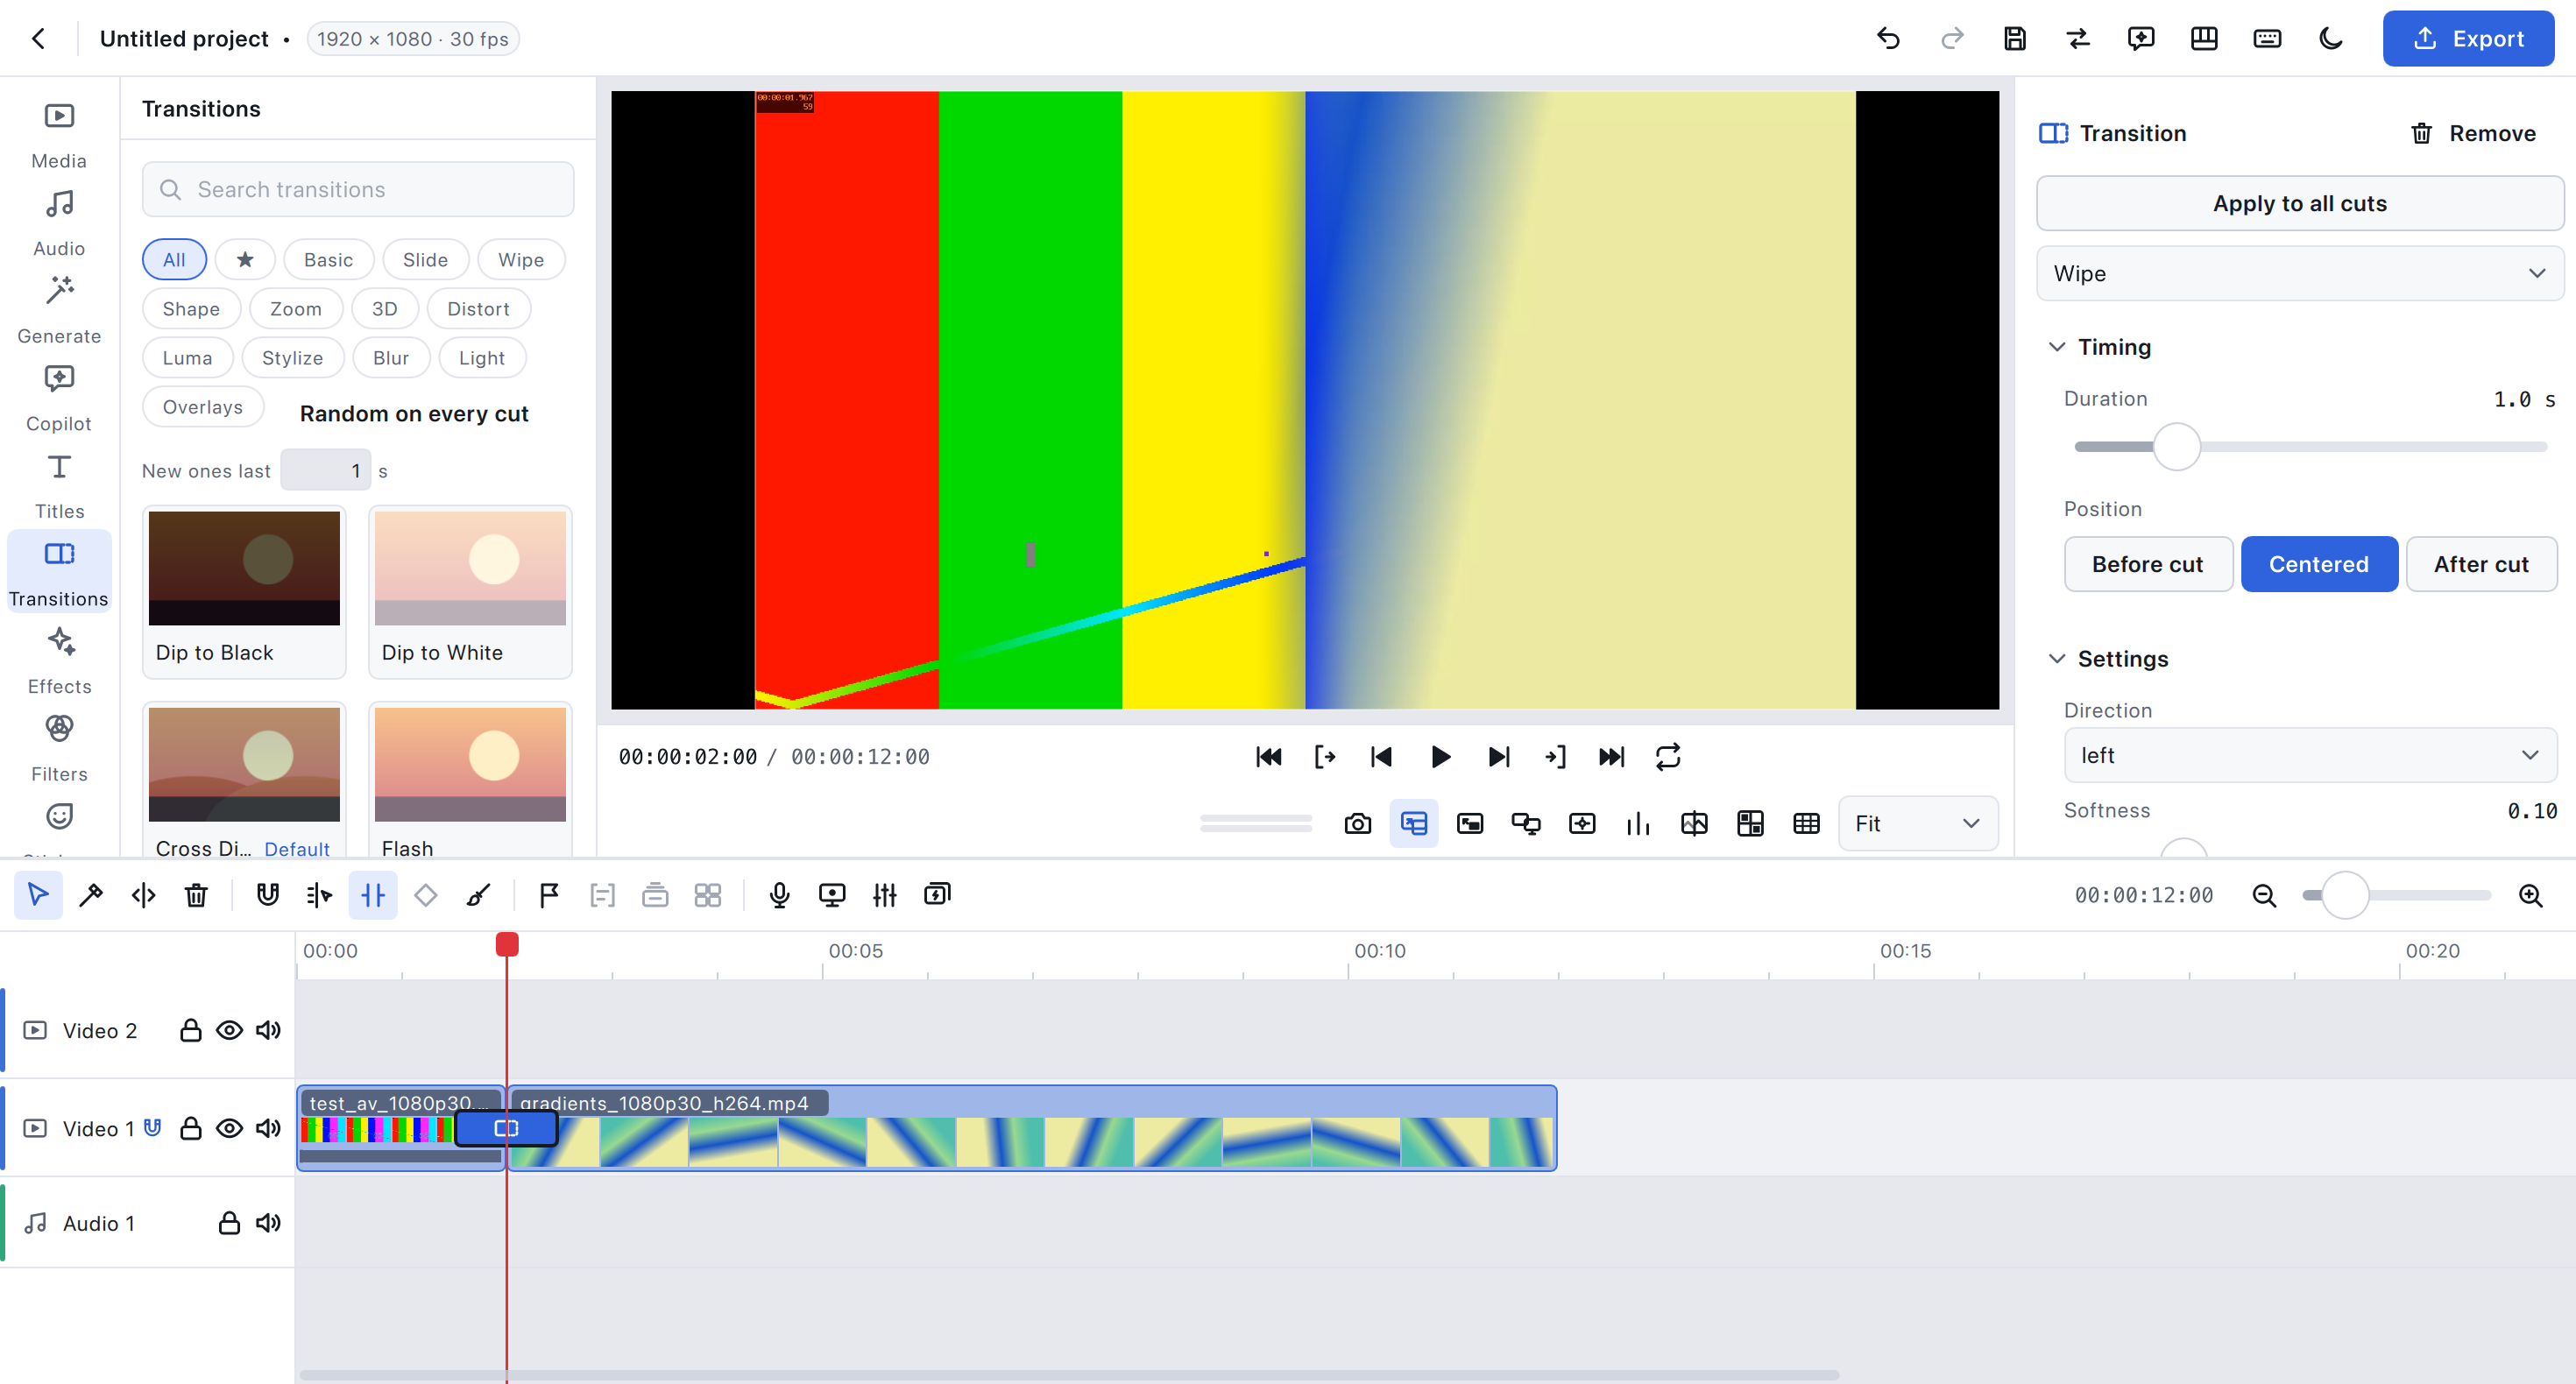 Untitled project • 1920 × 1080 · 30 fps
Export
Media
Audio
Generate
Copilot
Titles
Transitions
Effects
Filters
Transitions
Search transitions
All ★ Basic Slide Wipe
Shape Zoom 3D Distort
Luma Stylize Blur Light
Overlays Random on every cut
New ones last 1 s
Dip to Black
Dip to White
Cross Di... Default
Flash
00:00:01.967
59
00:00:02:00 / 00:00:12:00
Fit
Transition
Remove
Apply to all cuts
Wipe
Timing
Duration 1.0 s
Position
Before cut Centered After cut
Settings
Direction
left
Softness 0.10
00:00:12:00
00:00 00:05 00:10 00:15 00:20
Video 2
Video 1
test_av_1080p30... gradients_1080p30_h264.mp4
Audio 1